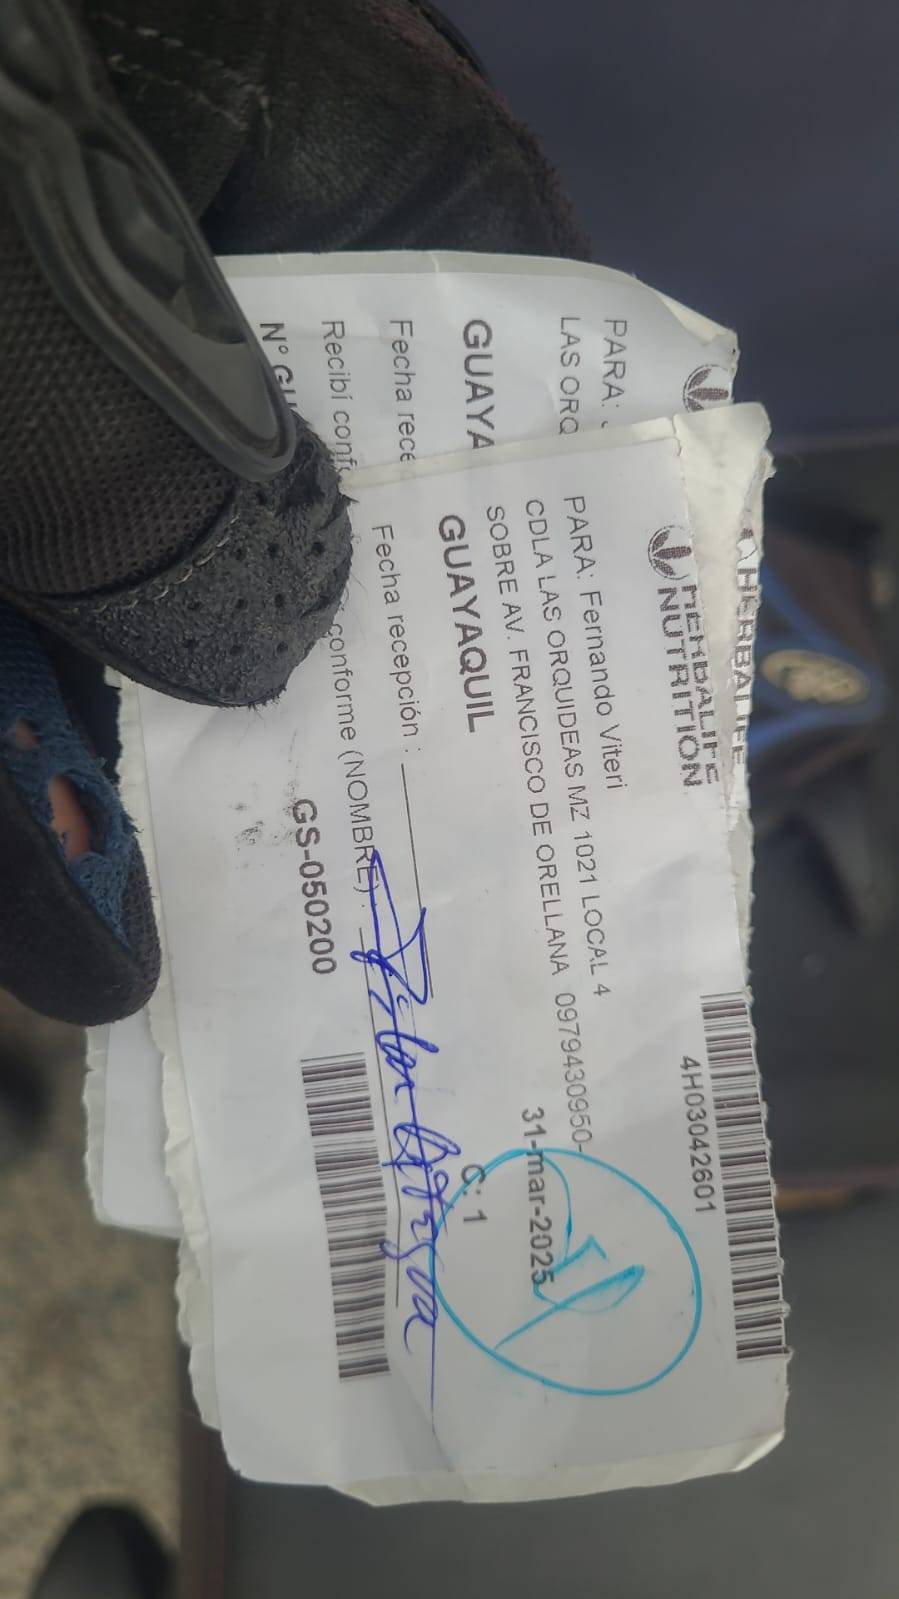 HERBALIFE
PARA:
LAS ORQ
GUAYA
Fecha rece
Recibí confo
N° GU
HERBALIFE
NUTRITION
4H03042601
PARA: Fernando Viteri
CDLA LAS ORQUIDEAS MZ 1021 LOCAL 4
SOBRE AV. FRANCISCO DE ORELLANA 0979430950-
31-mar-2025
GUAYAQUIL
C: 1
Fecha recepción :
conforme (NOMBRE) :
GS-050200